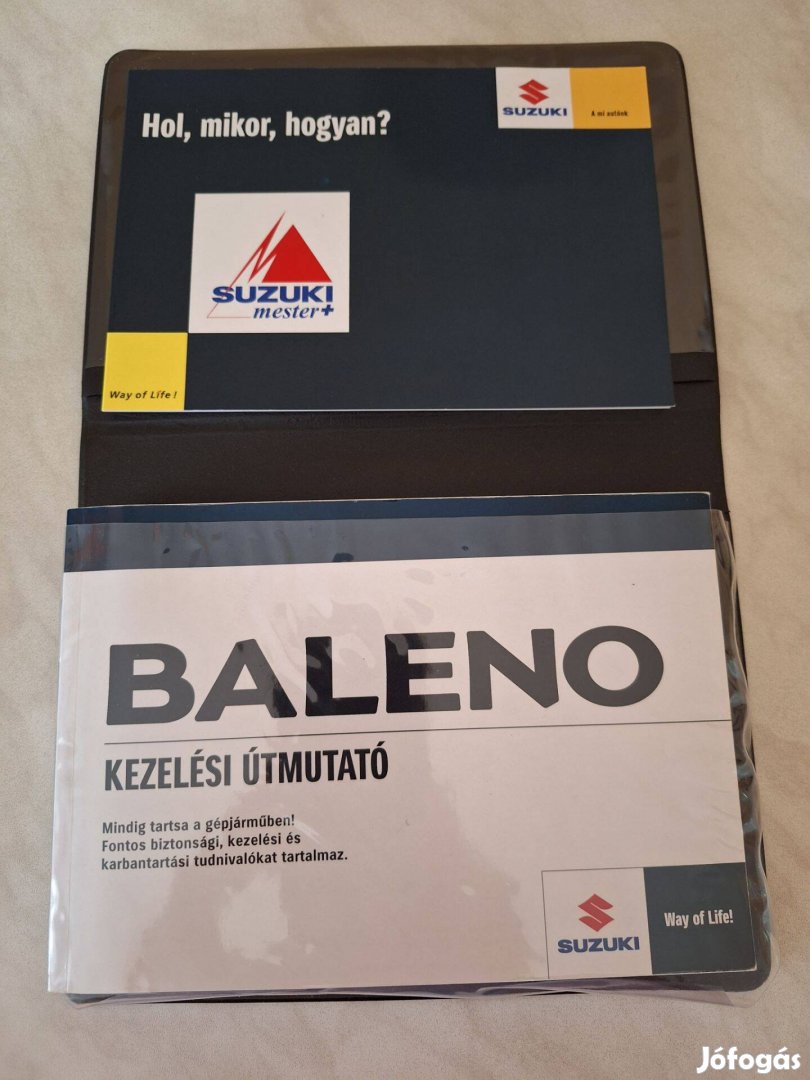 Hol, mikor, hogyan?
SUZUKI
A mi autónk
SUZUKI
mester+
Way of Life!
BALENO
KEZELÉSI ÚTMUTATÓ
Mindig tartsa a gépjárműben!
Fontos biztonsági, kezelési és
karbantartási tudnivalókat tartalmaz.
SUZUKI
Way of Life!
Jófogás